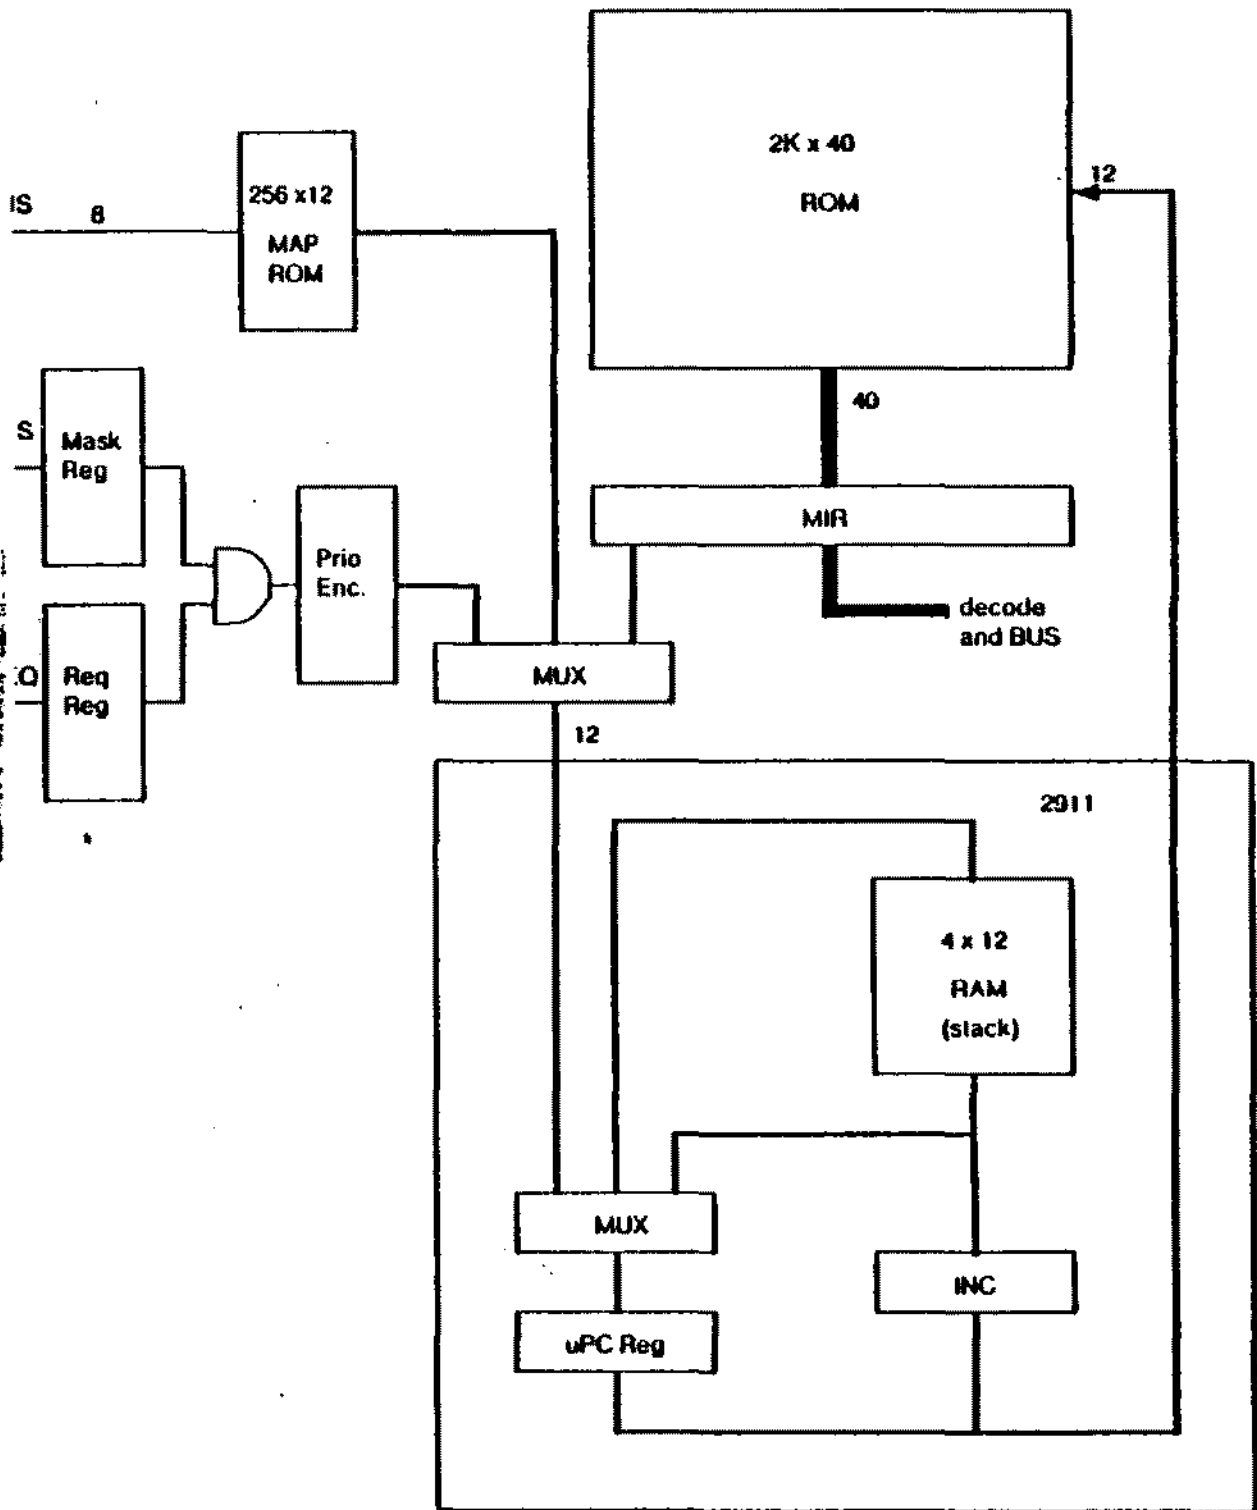 2K x 40
ROM
12
256 x12
MAP
ROM
IS
8
40
S
Mask
Reg
MIR
Prio
Enc.
decode
and BUS
MUX
Q
Req
Reg
12
2911
4 x 12
RAM
(stack)
MUX
INC
uPC Reg